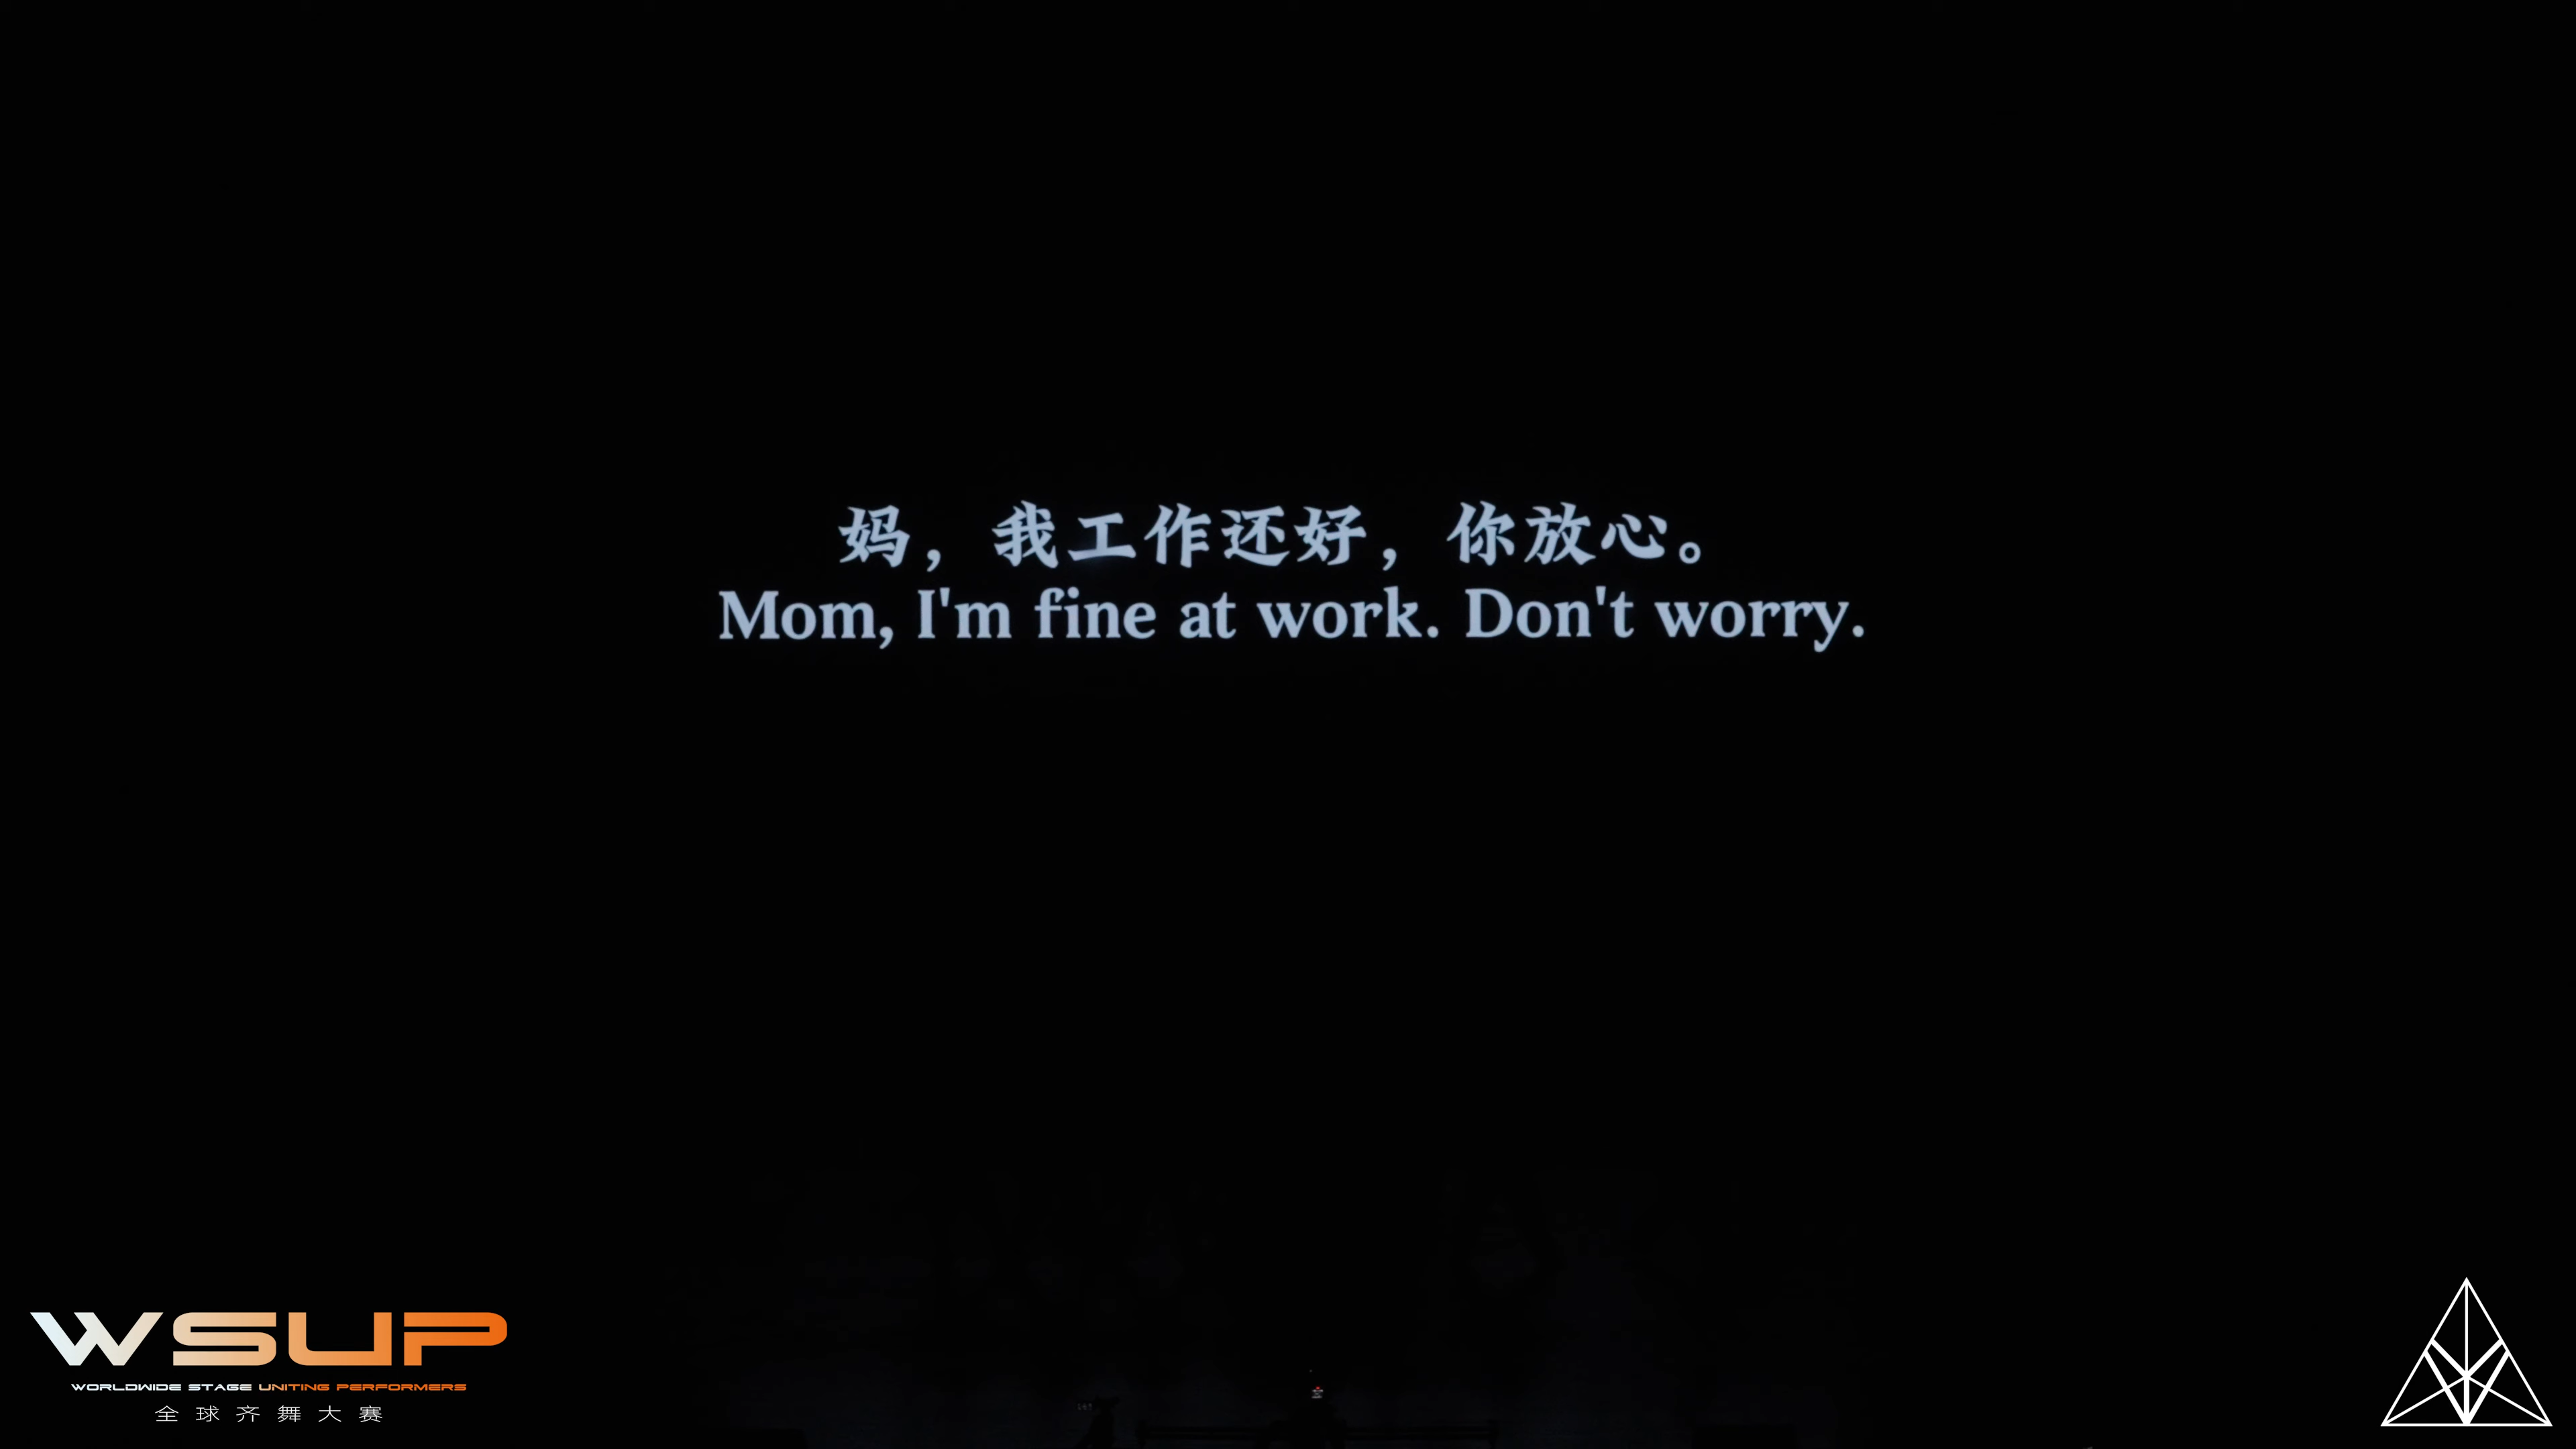 妈，我工作还好，你放心。
Mom, I'm fine at work. Don't worry.
WSUP
WORLDWIDE STAGE UNITING PERFORMERS
全球齐舞大赛